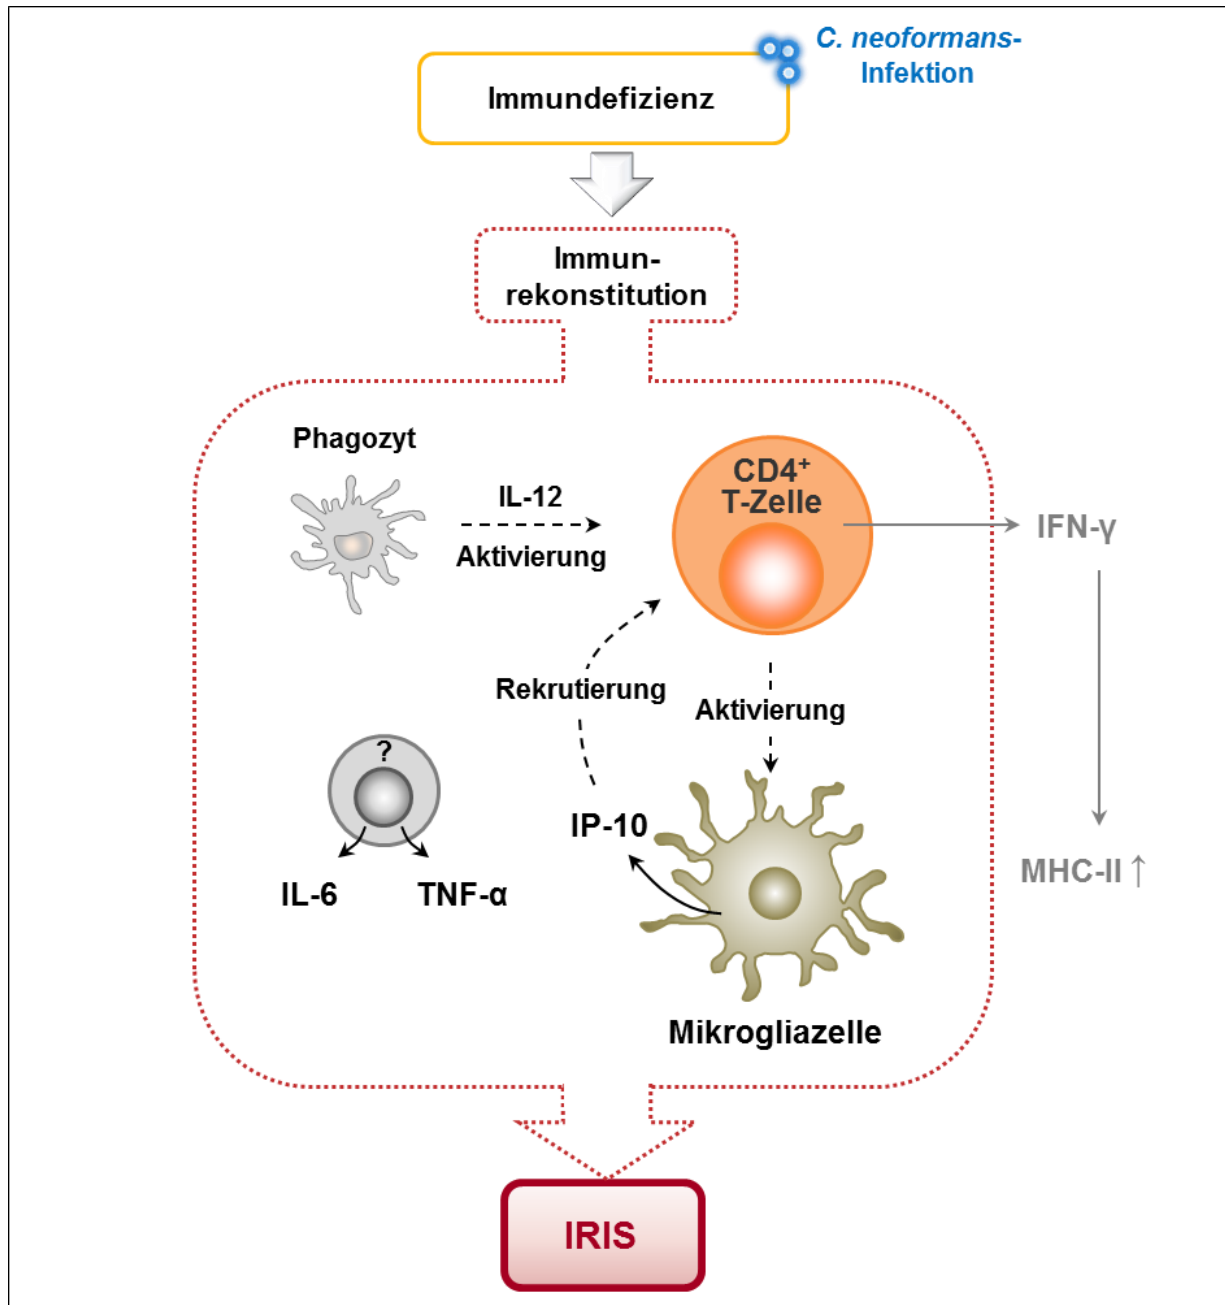 C. neoformans-
Infektion
Immundefizienz
Immun-
rekonstitution
Phagozyt
IL-12
Aktivierung
CD4⁺
T-Zelle
IFN-γ
Rekrutierung
Aktivierung
?
IP-10
IL-6
TNF-α
MHC-II ↑
Mikrogliazelle
IRIS